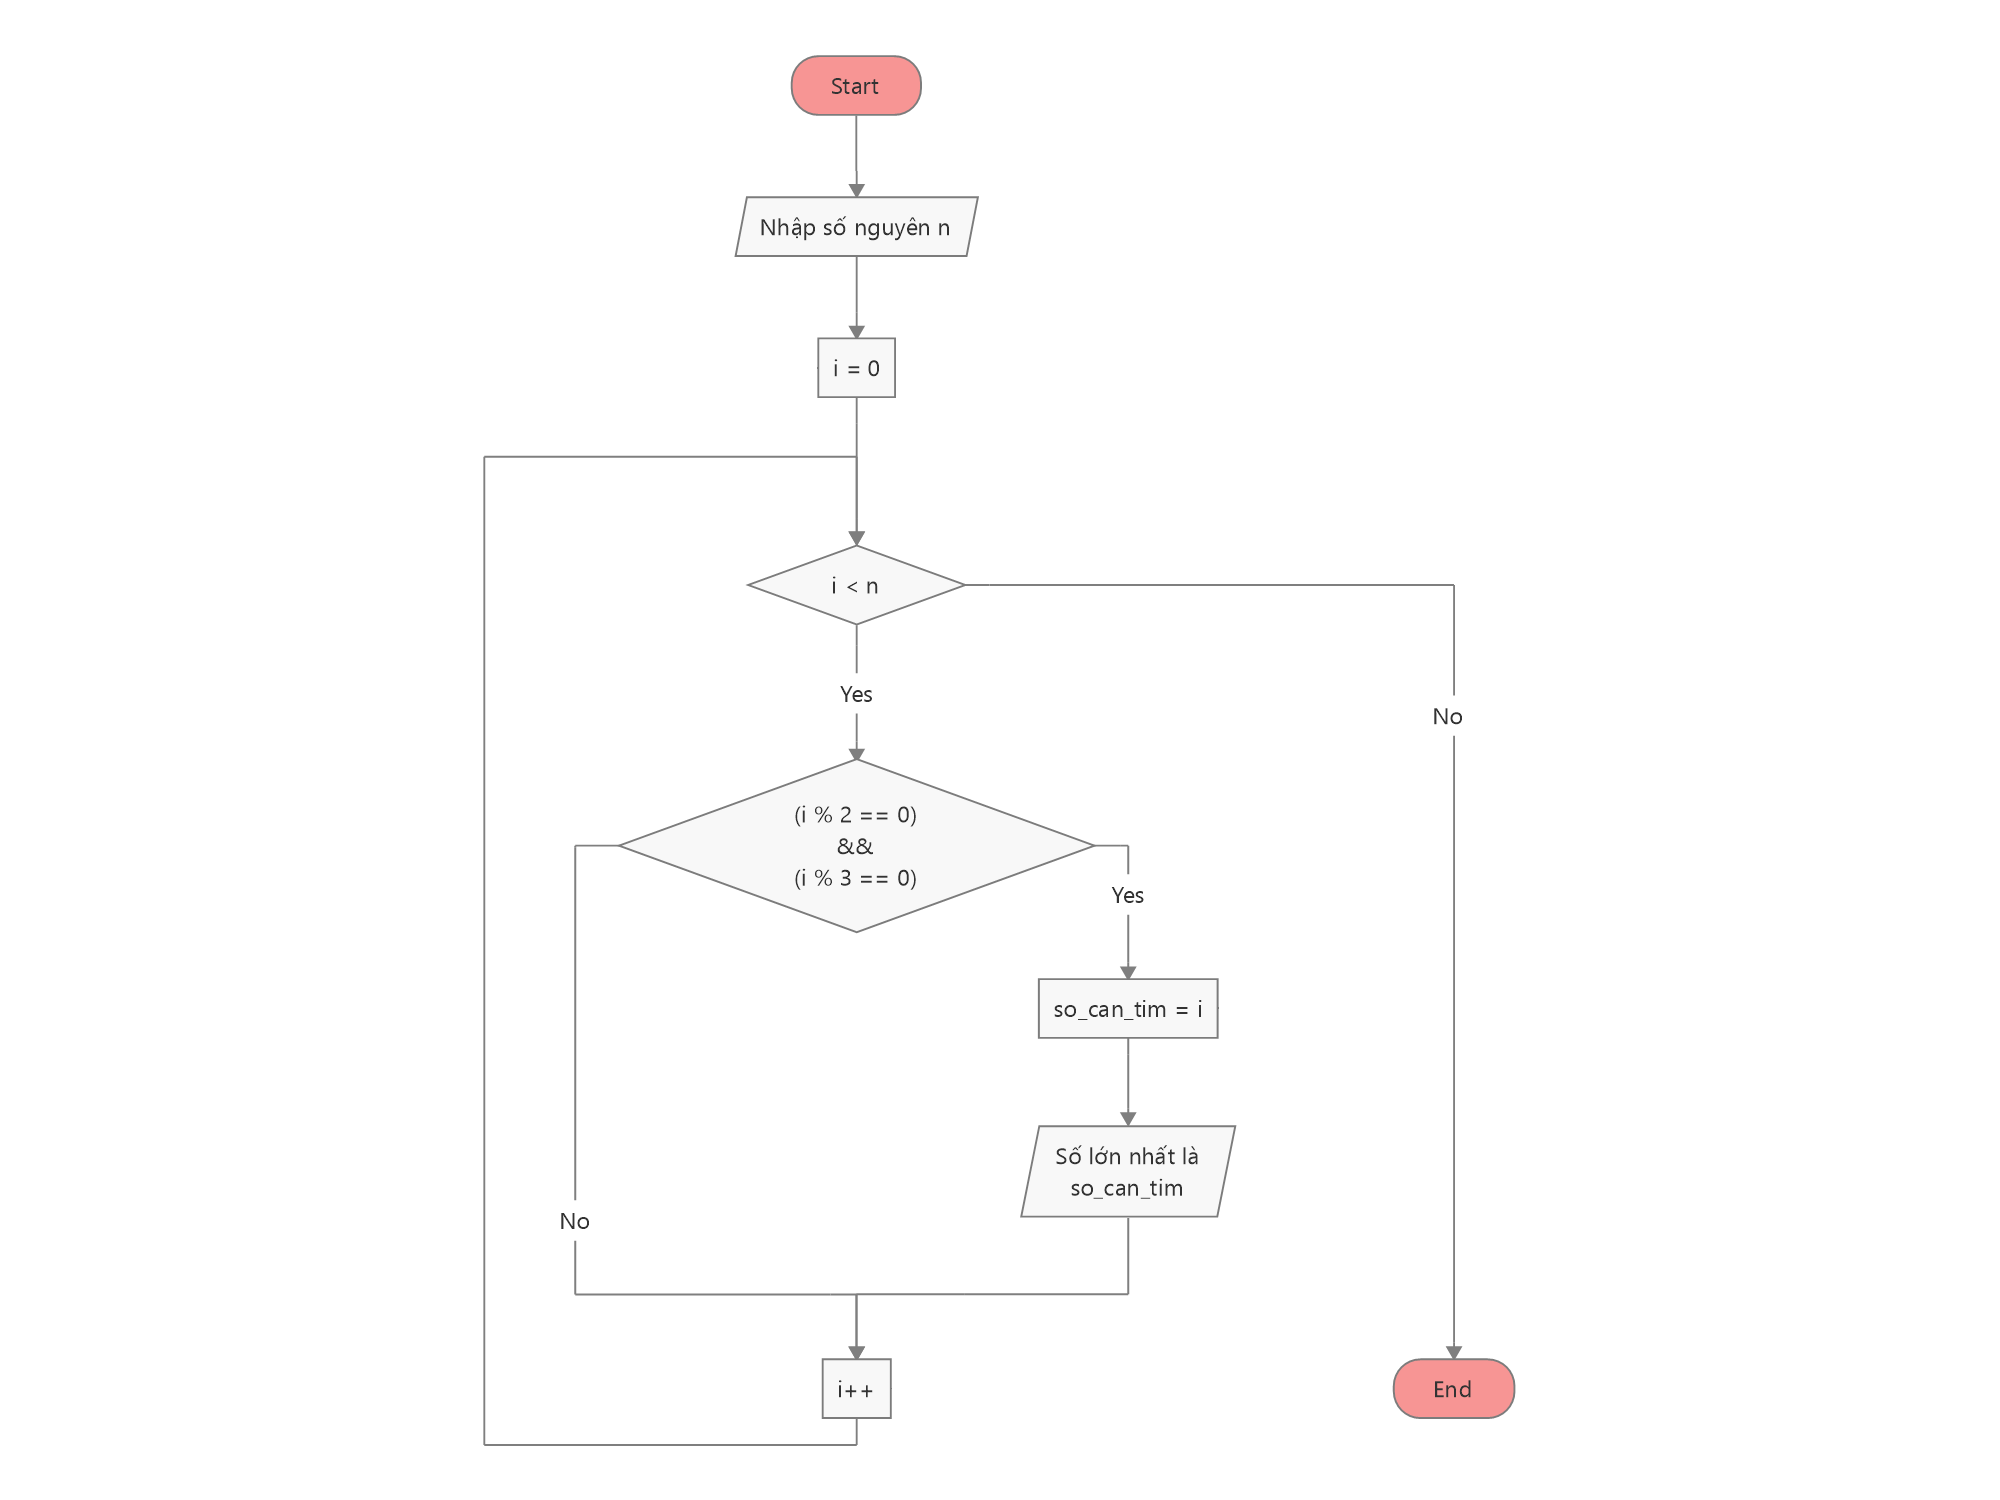 Start
Nhập số nguyên n
i = 0
i < n
Yes
No
(i % 2 == 0)
&&
(i % 3 == 0)
Yes
so_can_tim = i
Số lớn nhất là
so_can_tim
No
i++
End